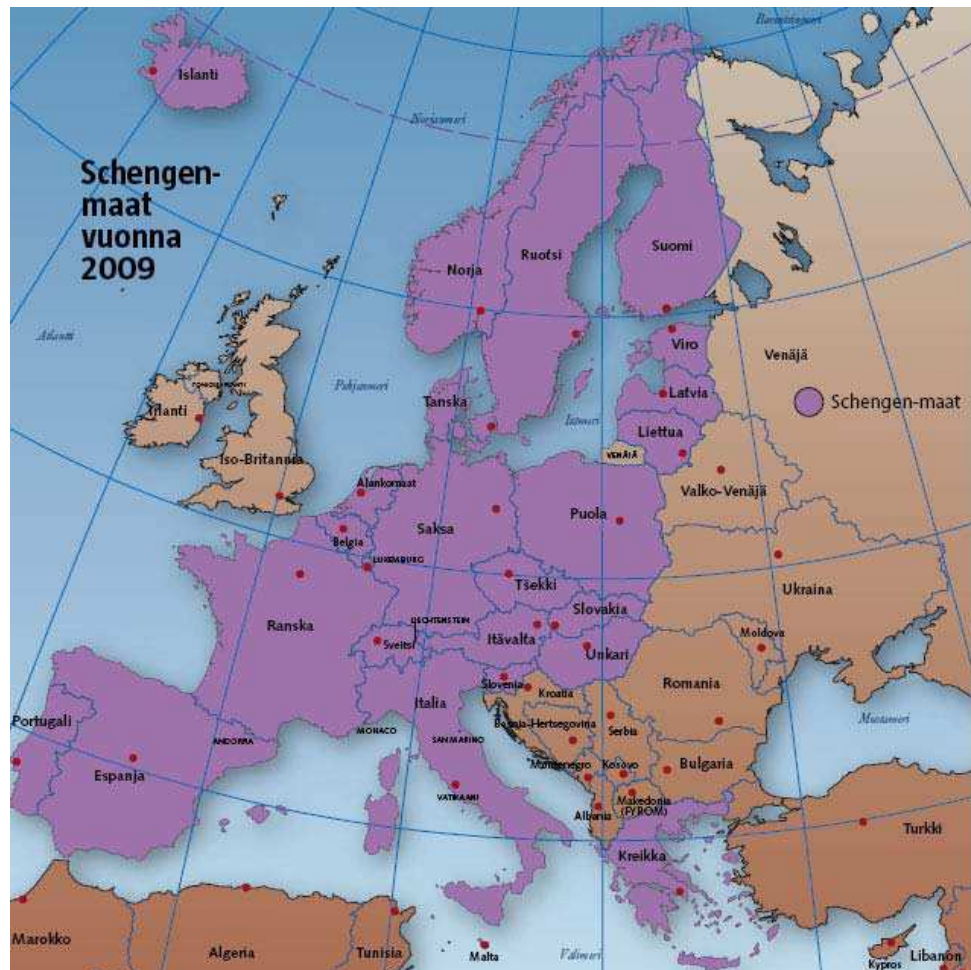 Barentsinmeri
Islanti
Norjanmeri
Schengen-
maat
vuonna
2009
Suomi
Ruotsi
Norja
Atlantti
Viro
Venäjä
Pohjanmeri
Tanska
Latvia
Schengen-maat
Irlanti
Itämeri
Liettua
VENÄJÄ
Iso-Britannia
Alankomaat
Valko-Venäjä
Puola
Saksa
Belgia
LUXEMBURG
Tšekki
Ukraina
Slovakia
LIECHTENSTEIN
Ranska
Itävalta
Moldova
Sveitsi
Unkari
Slovenia
Romania
Kroatia
Italia
Portugali
Bosnia-Hertsegovina
Mustameri
Serbia
MONACO
ANDORRA
SAN MARINO
Espanja
Montenegro
Kosovo
Bulgaria
VATIKAANI
Makedonia
(FYROM)
Albania
Turkki
Kreikka
Marokko
Algeria
Tunisia
Malta
Välimeri
Kypros
Libanon